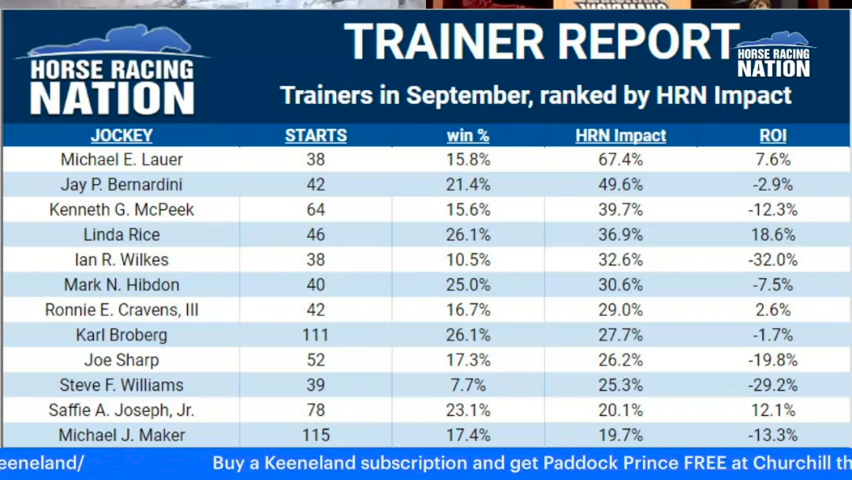 TRAINER REPORT
HORSE RACING
NATION
HORSE RACING
NATION
Trainers in September, ranked by HRN Impact
JOCKEY STARTS win % HRN Impact ROI
Michael E. Lauer 38 15.8% 67.4% 7.6%
Jay P. Bernardini 42 21.4% 49.6% -2.9%
Kenneth G. McPeek 64 15.6% 39.7% -12.3%
Linda Rice 46 26.1% 36.9% 18.6%
Ian R. Wilkes 38 10.5% 32.6% -32.0%
Mark N. Hibdon 40 25.0% 30.6% -7.5%
Ronnie E. Cravens, III 42 16.7% 29.0% 2.6%
Karl Broberg 111 26.1% 27.7% -1.7%
Joe Sharp 52 17.3% 26.2% -19.8%
Steve F. Williams 39 7.7% 25.3% -29.2%
Saffie A. Joseph, Jr. 78 23.1% 20.1% 12.1%
Michael J. Maker 115 17.4% 19.7% -13.3%
eeneland/ Buy a Keeneland subscription and get Paddock Prince FREE at Churchill th